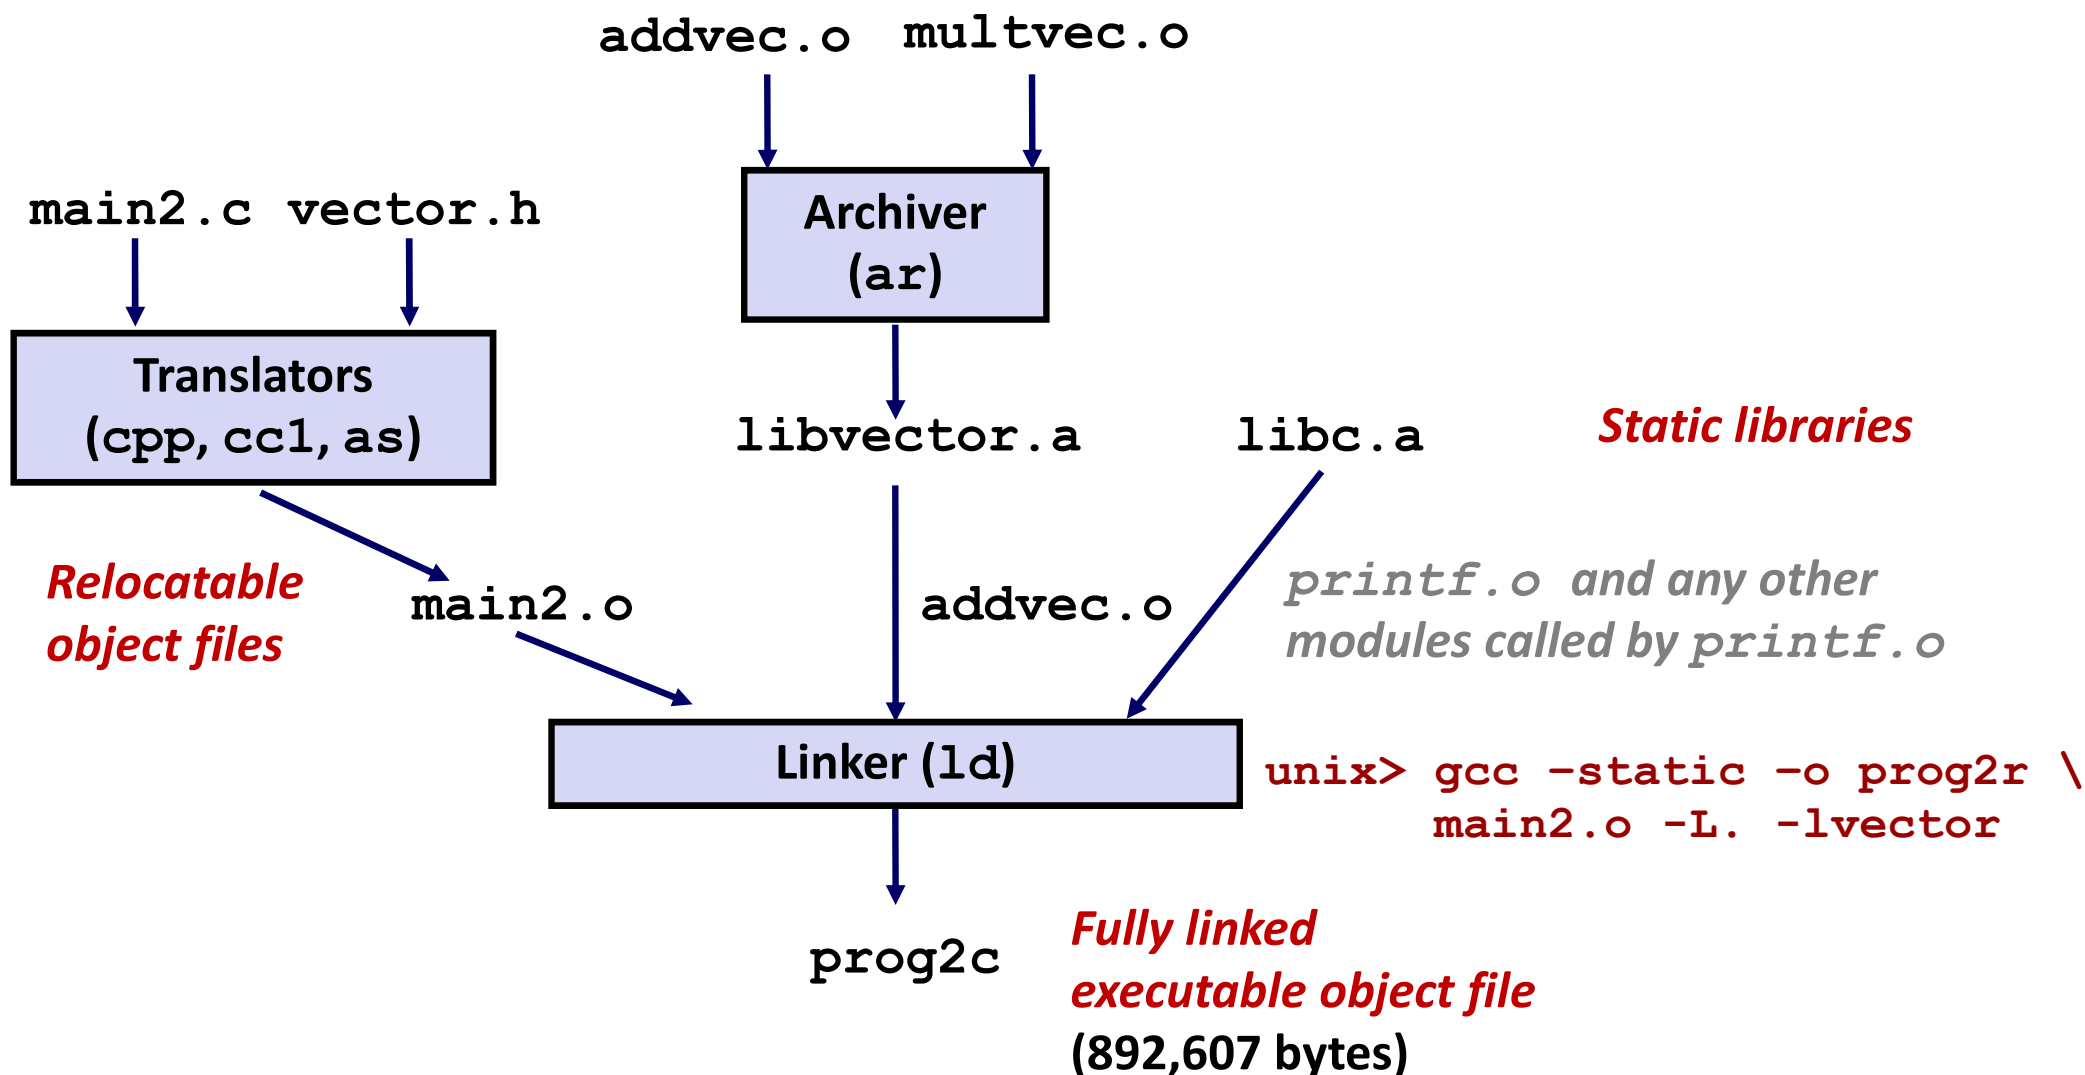 addvec.o multvec.o
main2.c vector.h
Archiver
(ar)
Translators
(cpp, cc1, as)
libvector.a
libc.a
Static libraries
Relocatable
object files
main2.o
addvec.o
printf.o and any other
modules called by printf.o
Linker (ld)
unix> gcc –static –o prog2r \
main2.o -L. -lvector
prog2c
Fully linked
executable object file
(892,607 bytes)